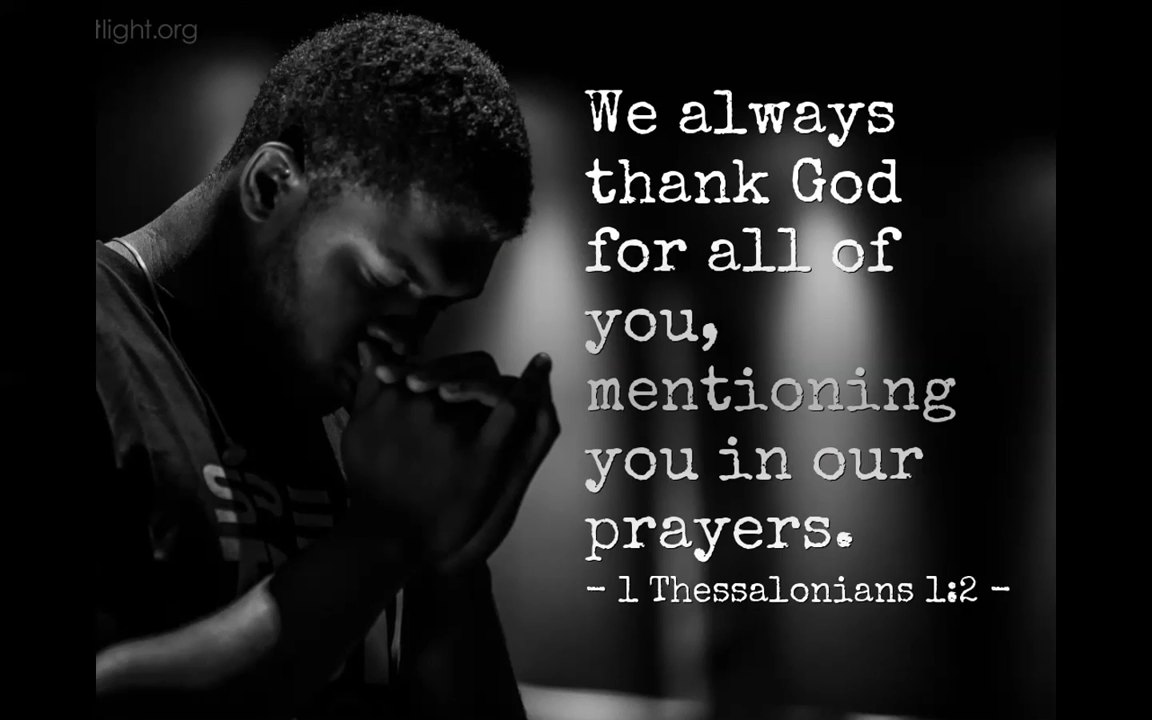 tlight.org
We always
thank God
for all of
you,
mentioning
you in our
prayers.
- 1 Thessalonians 1:2 -